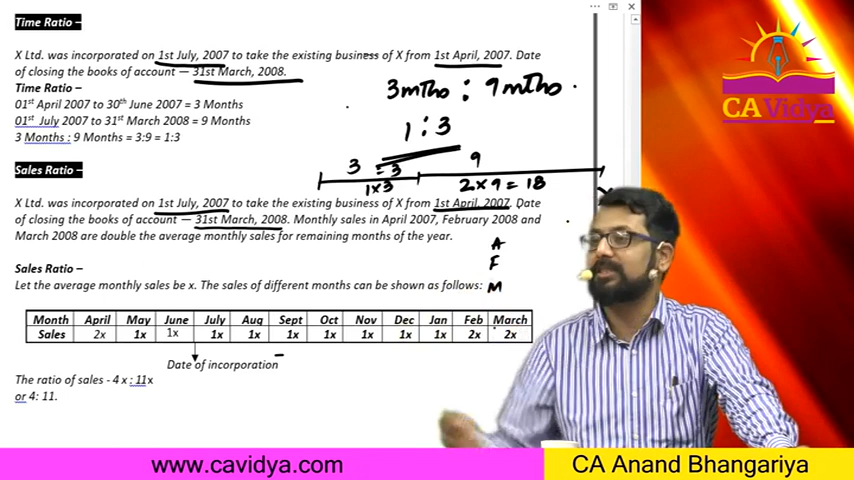 Time Ratio –
X Ltd. was incorporated on 1st July, 2007 to take the existing business of X from 1st April, 2007. Date
of closing the books of account — 31st March, 2008.
Time Ratio –
01st April 2007 to 30th June 2007 = 3 Months
01st July 2007 to 31st March 2008 = 9 Months
3 Months : 9 Months = 3:9 = 1:3
3mths : 9mths
1 : 3
3 = 3 9
1x3 2x9 = 18
Sales Ratio –
X Ltd. was incorporated on 1st July, 2007 to take the existing business of X from 1st April, 2007. Date
of closing the books of account — 31st March, 2008. Monthly sales in April 2007, February 2008 and
March 2008 are double the average monthly sales for remaining months of the year.
A
F
M
Sales Ratio –
Let the average monthly sales be x. The sales of different months can be shown as follows:
Month April May June July Aug Sept Oct Nov Dec Jan Feb March
Sales 2x 1x 1x 1x 1x 1x 1x 1x 1x 1x 2x 2x
Date of incorporation
The ratio of sales - 4 x : 11x
or 4: 11.
CA Vidya
www.cavidya.com
CA Anand Bhangariya